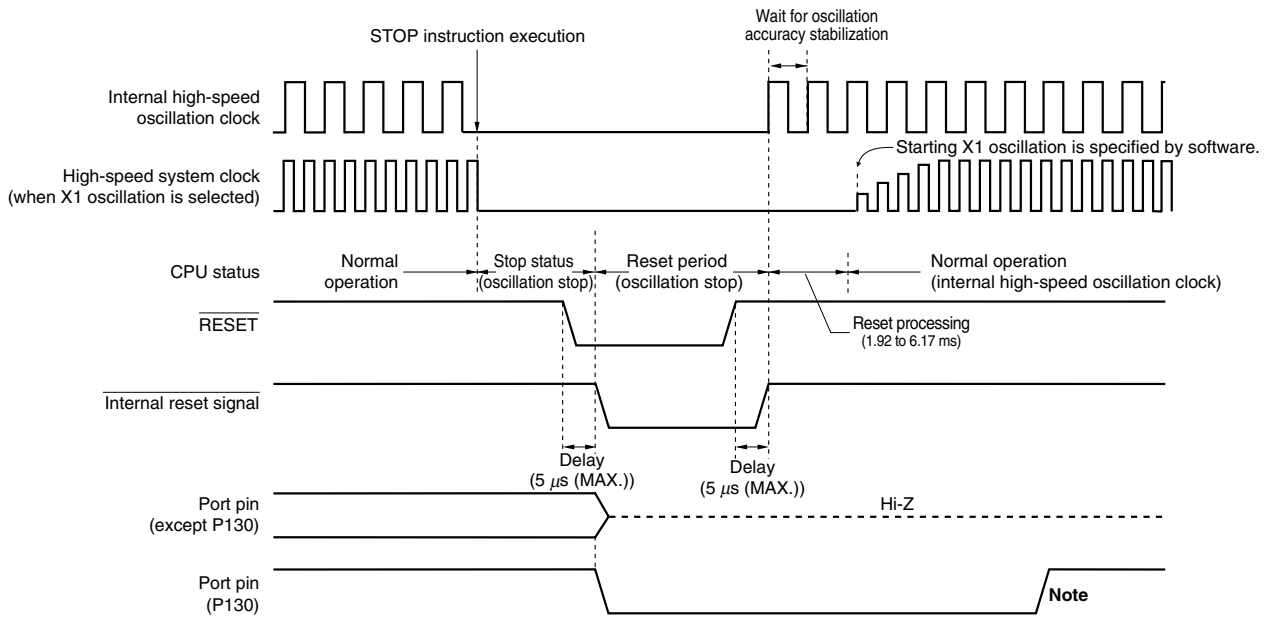 Wait for oscillation
accuracy stabilization
STOP instruction execution
Internal high-speed
oscillation clock
Starting X1 oscillation is specified by software.
High-speed system clock
(when X1 oscillation is selected)
CPU status
Normal
operation
Stop status
(oscillation stop)
Reset period
(oscillation stop)
Normal operation
(internal high-speed oscillation clock)
RESET
Reset processing
(1.92 to 6.17 ms)
Internal reset signal
Delay
(5 μs (MAX.))
Delay
(5 μs (MAX.))
Port pin
(except P130)
Hi-Z
Port pin
(P130)
Note